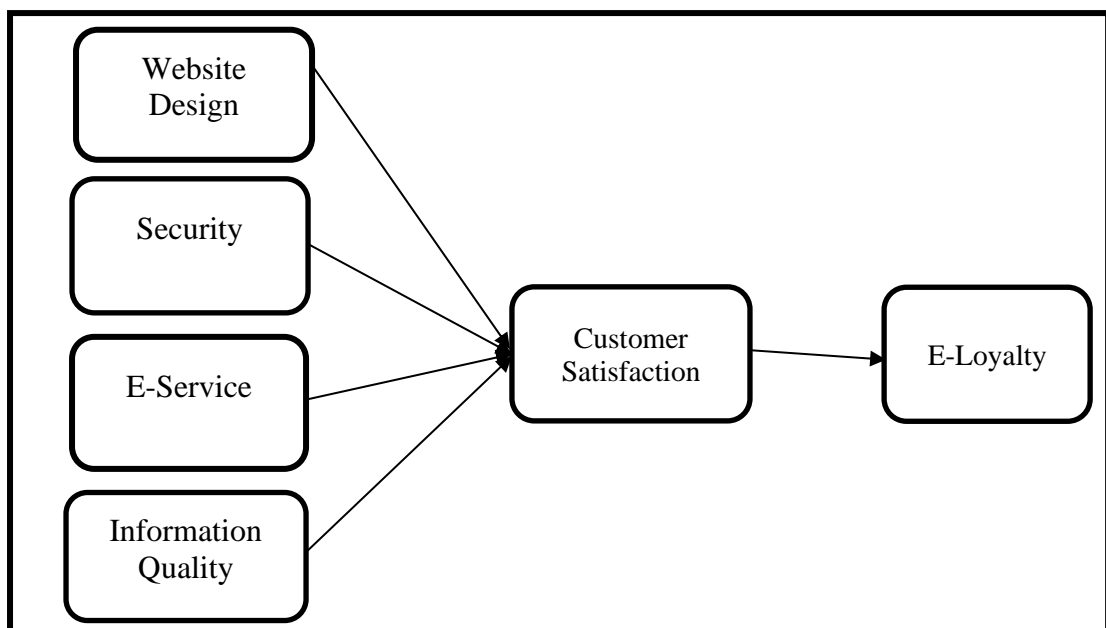 Website
Design
Security
E-Service
Information
Quality
Customer
Satisfaction
E-Loyalty